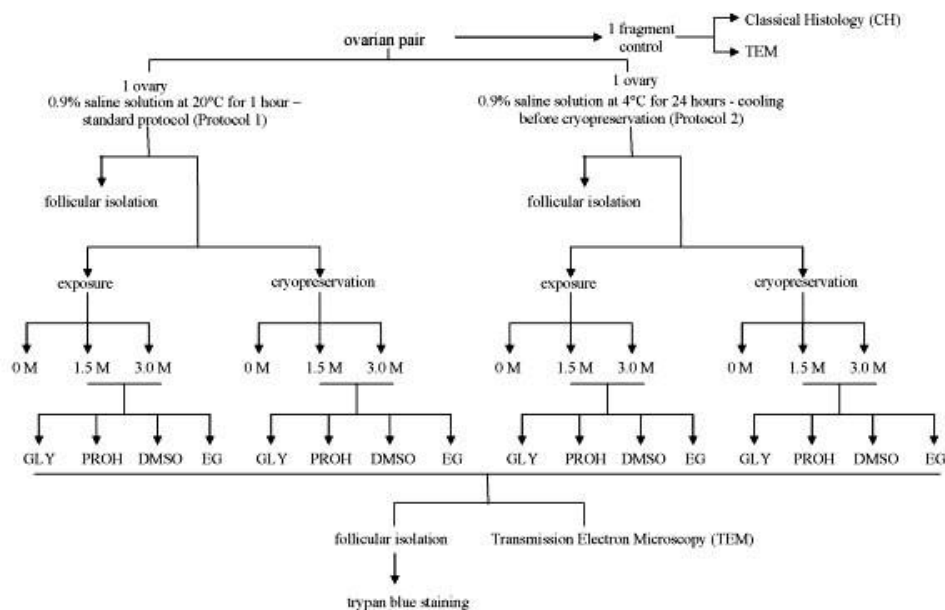 Classical Histology (CH)
ovarian pair
1 fragment
control
TEM
1 ovary
0.9% saline solution at 20°C for 1 hour –
standard protocol (Protocol 1)
1 ovary
0.9% saline solution at 4°C for 24 hours - cooling
before cryopreservation (Protocol 2)
follicular isolation
follicular isolation
exposure
cryopreservation
exposure
cryopreservation
0 M 1.5 M 3.0 M
0 M 1.5 M 3.0 M
0 M 1.5 M 3.0 M
0 M 1.5 M 3.0 M
GLY PROH DMSO EG
GLY PROH DMSO EG
GLY PROH DMSO EG
GLY PROH DMSO EG
follicular isolation
Transmission Electron Microscopy (TEM)
trypan blue staining